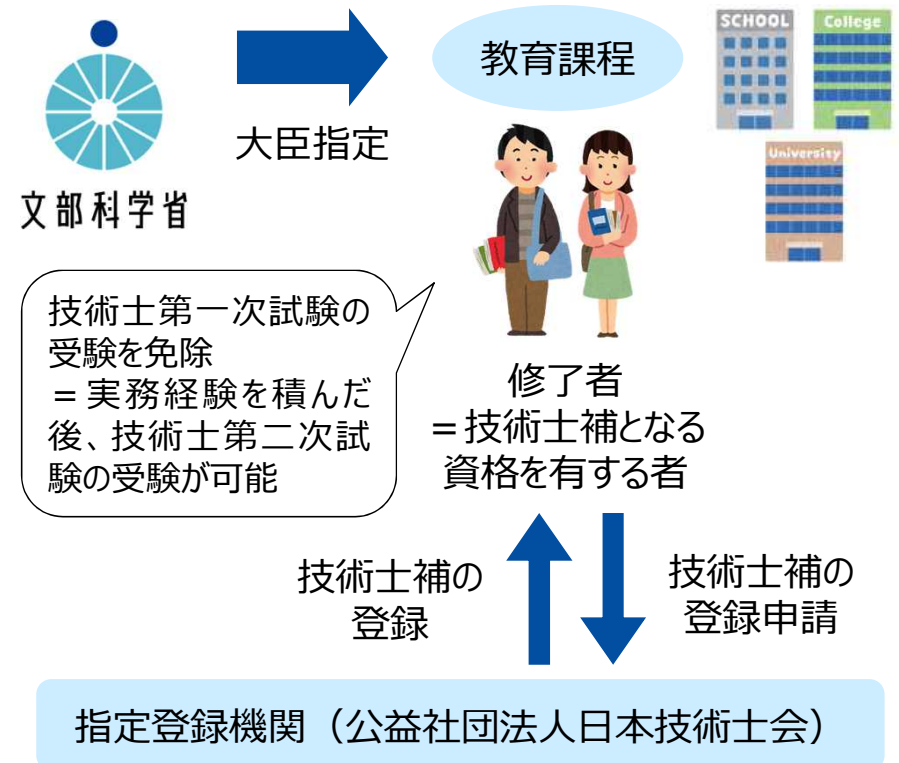 SCHOOL
College
教育課程
大臣指定
University
文部科学省
技術士第一次試験の
受験を免除
=実務経験を積んだ
後、技術士第二次試
験の受験が可能
修了者
=技術士補となる
資格を有する者
技術士補の
登録
技術士補の
登録申請
指定登録機関（公益社団法人日本技術士会）